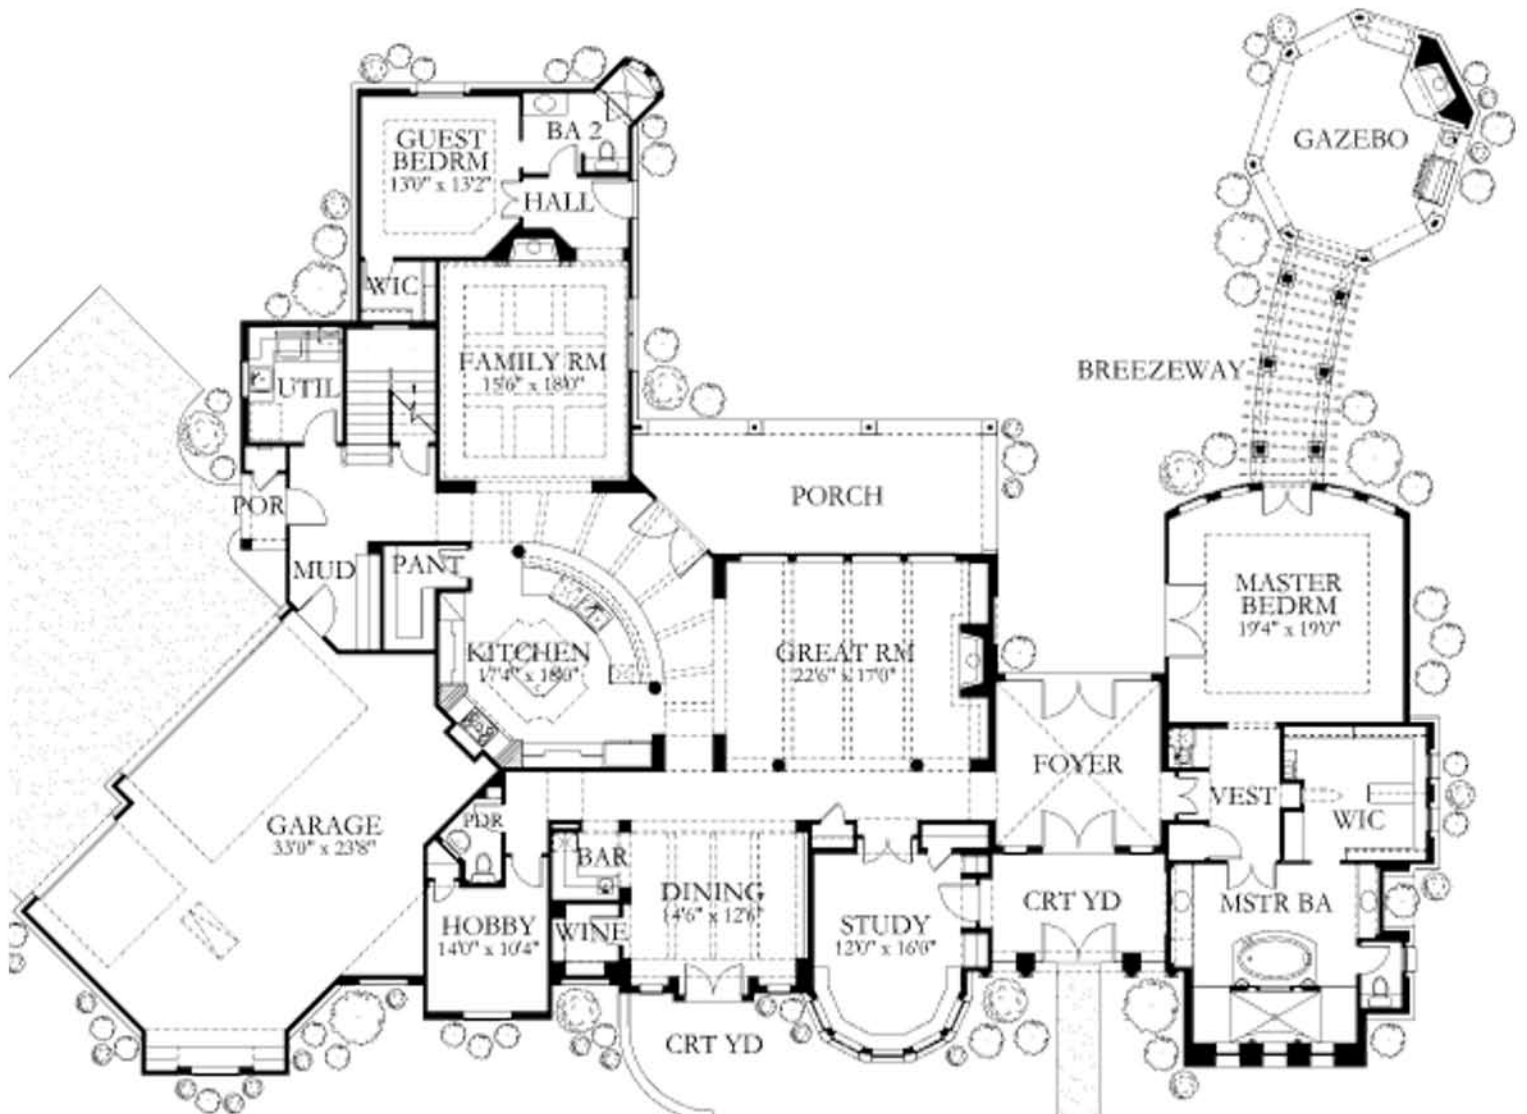 GAZEBO
GUEST
BEDRM
13'0" x 13'2"
BA 2
HALL
WIC
FAMILY RM
15'6" x 18'0"
UTIL
BREEZEWAY
POR
PORCH
MUD
PANT
MASTER
BEDRM
19'4" x 19'0"
KITCHEN
17'4" x 18'0"
GREAT RM
22'6" x 17'0"
FOYER
VEST
WIC
GARAGE
33'0" x 23'8"
PDR
BAR
DINING
14'6" x 12'6"
HOBBY
14'0" x 10'4"
WINE
STUDY
12'0" x 16'0"
CRT YD
MSTR BA
CRT YD